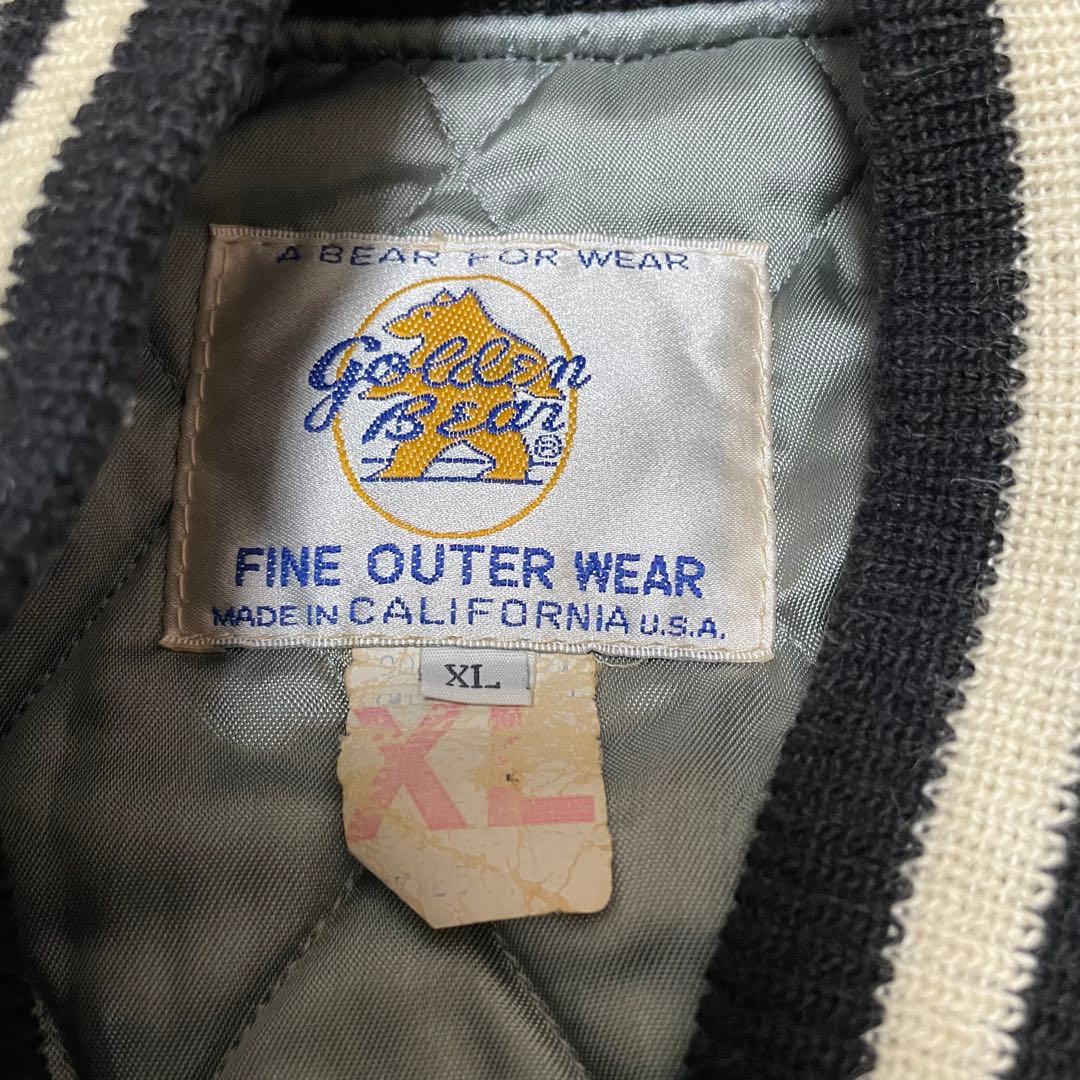 A BEAR FOR WEAR
Golden
Bear ®
FINE OUTER WEAR
MADE IN CALIFORNIA U.S.A.
XL
XL